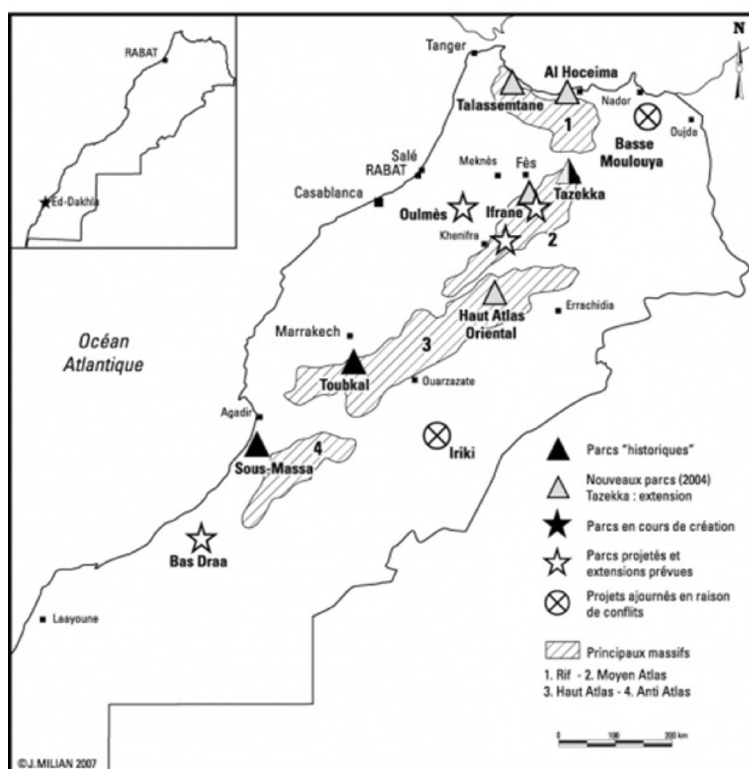 RABAT
Ed-Dakhla
N
Tanger
Al Hoceima
Talassemtane
Nador
1
Oujda
Basse
Moulouya
Salé
RABAT
Meknès
Fès
Tazekka
Casablanca
Oulmès
Ifrane
Khenifra
2
Haut Atlas
Oriental
Errachidia
Océan
Atlantique
Marrakech
3
Toubkal
Ouarzazate
Agadir
4
Sous-Massa
Iriki
Bas Draa
Laayoune
Parcs "historiques"
Nouveaux parcs (2004)
Tazekka : extension
Parcs en cours de création
Parcs projetés et
extensions prévues
Projets ajournés en raison
de conflits
Principaux massifs
1. Rif - 2. Moyen Atlas
3. Haut Atlas - 4. Anti Atlas
0 100 200 km
©J.MILIAN 2007